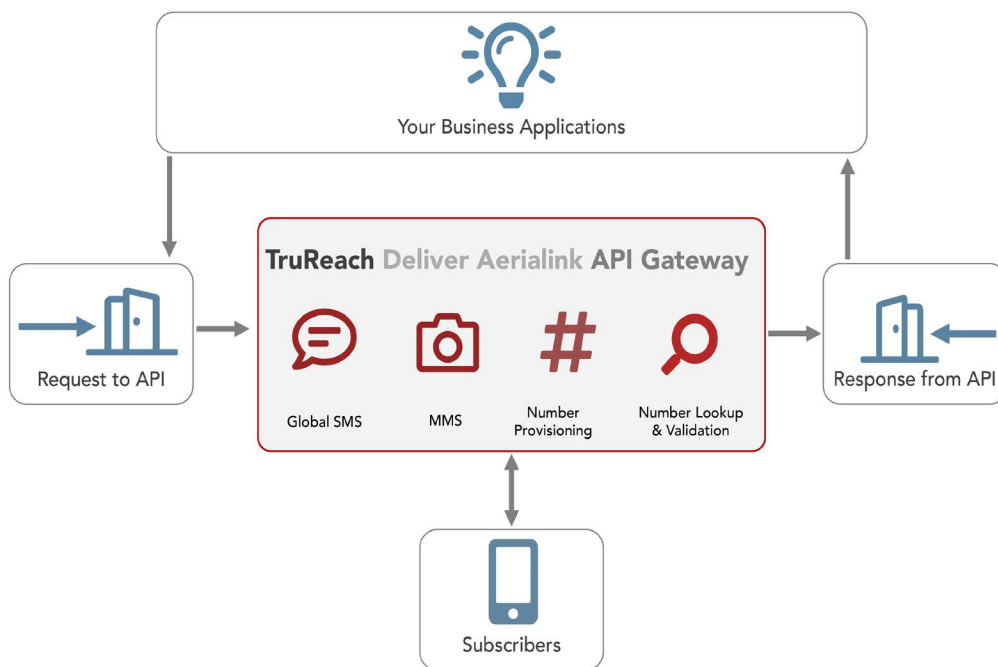 Your Business Applications
TruReach Deliver Aerialink API Gateway
Request to API
Global SMS
MMS
Number
Provisioning
Number Lookup
& Validation
Response from API
Subscribers